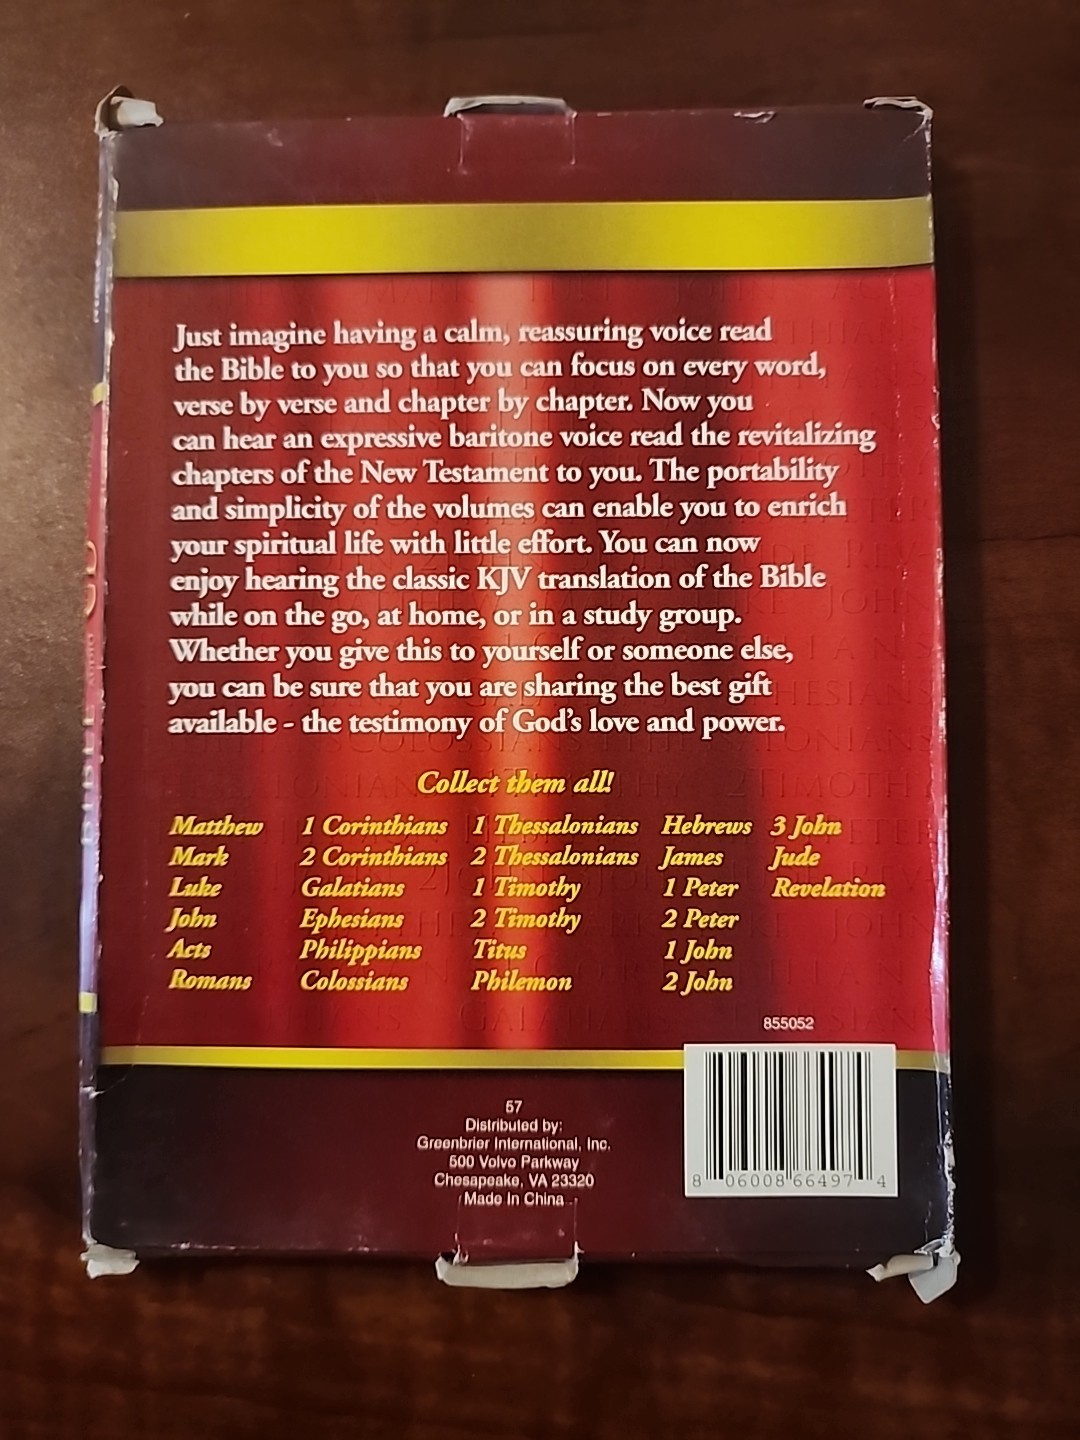 Just imagine having a calm, reassuring voice read
the Bible to you so that you can focus on every word,
verse by verse and chapter by chapter. Now you
can hear an expressive baritone voice read the revitalizing
chapters of the New Testament to you. The portability
and simplicity of the volumes can enable you to enrich
your spiritual life with little effort. You can now
enjoy hearing the classic KJV translation of the Bible
while on the go, at home, or in a study group.
Whether you give this to yourself or someone else,
you can be sure that you are sharing the best gift
available - the testimony of God's love and power.
Collect them all!
Matthew 1 Corinthians 1 Thessalonians Hebrews 3 John
Mark 2 Corinthians 2 Thessalonians James Jude
Luke Galatians 1 Timothy 1 Peter Revelation
John Ephesians 2 Timothy 2 Peter
Acts Philippians Titus 1 John
Romans Colossians Philemon 2 John
855052
57
Distributed by:
Greenbrier International, Inc.
500 Volvo Parkway
Chesapeake, VA 23320
Made In China
8 06008 66497 4